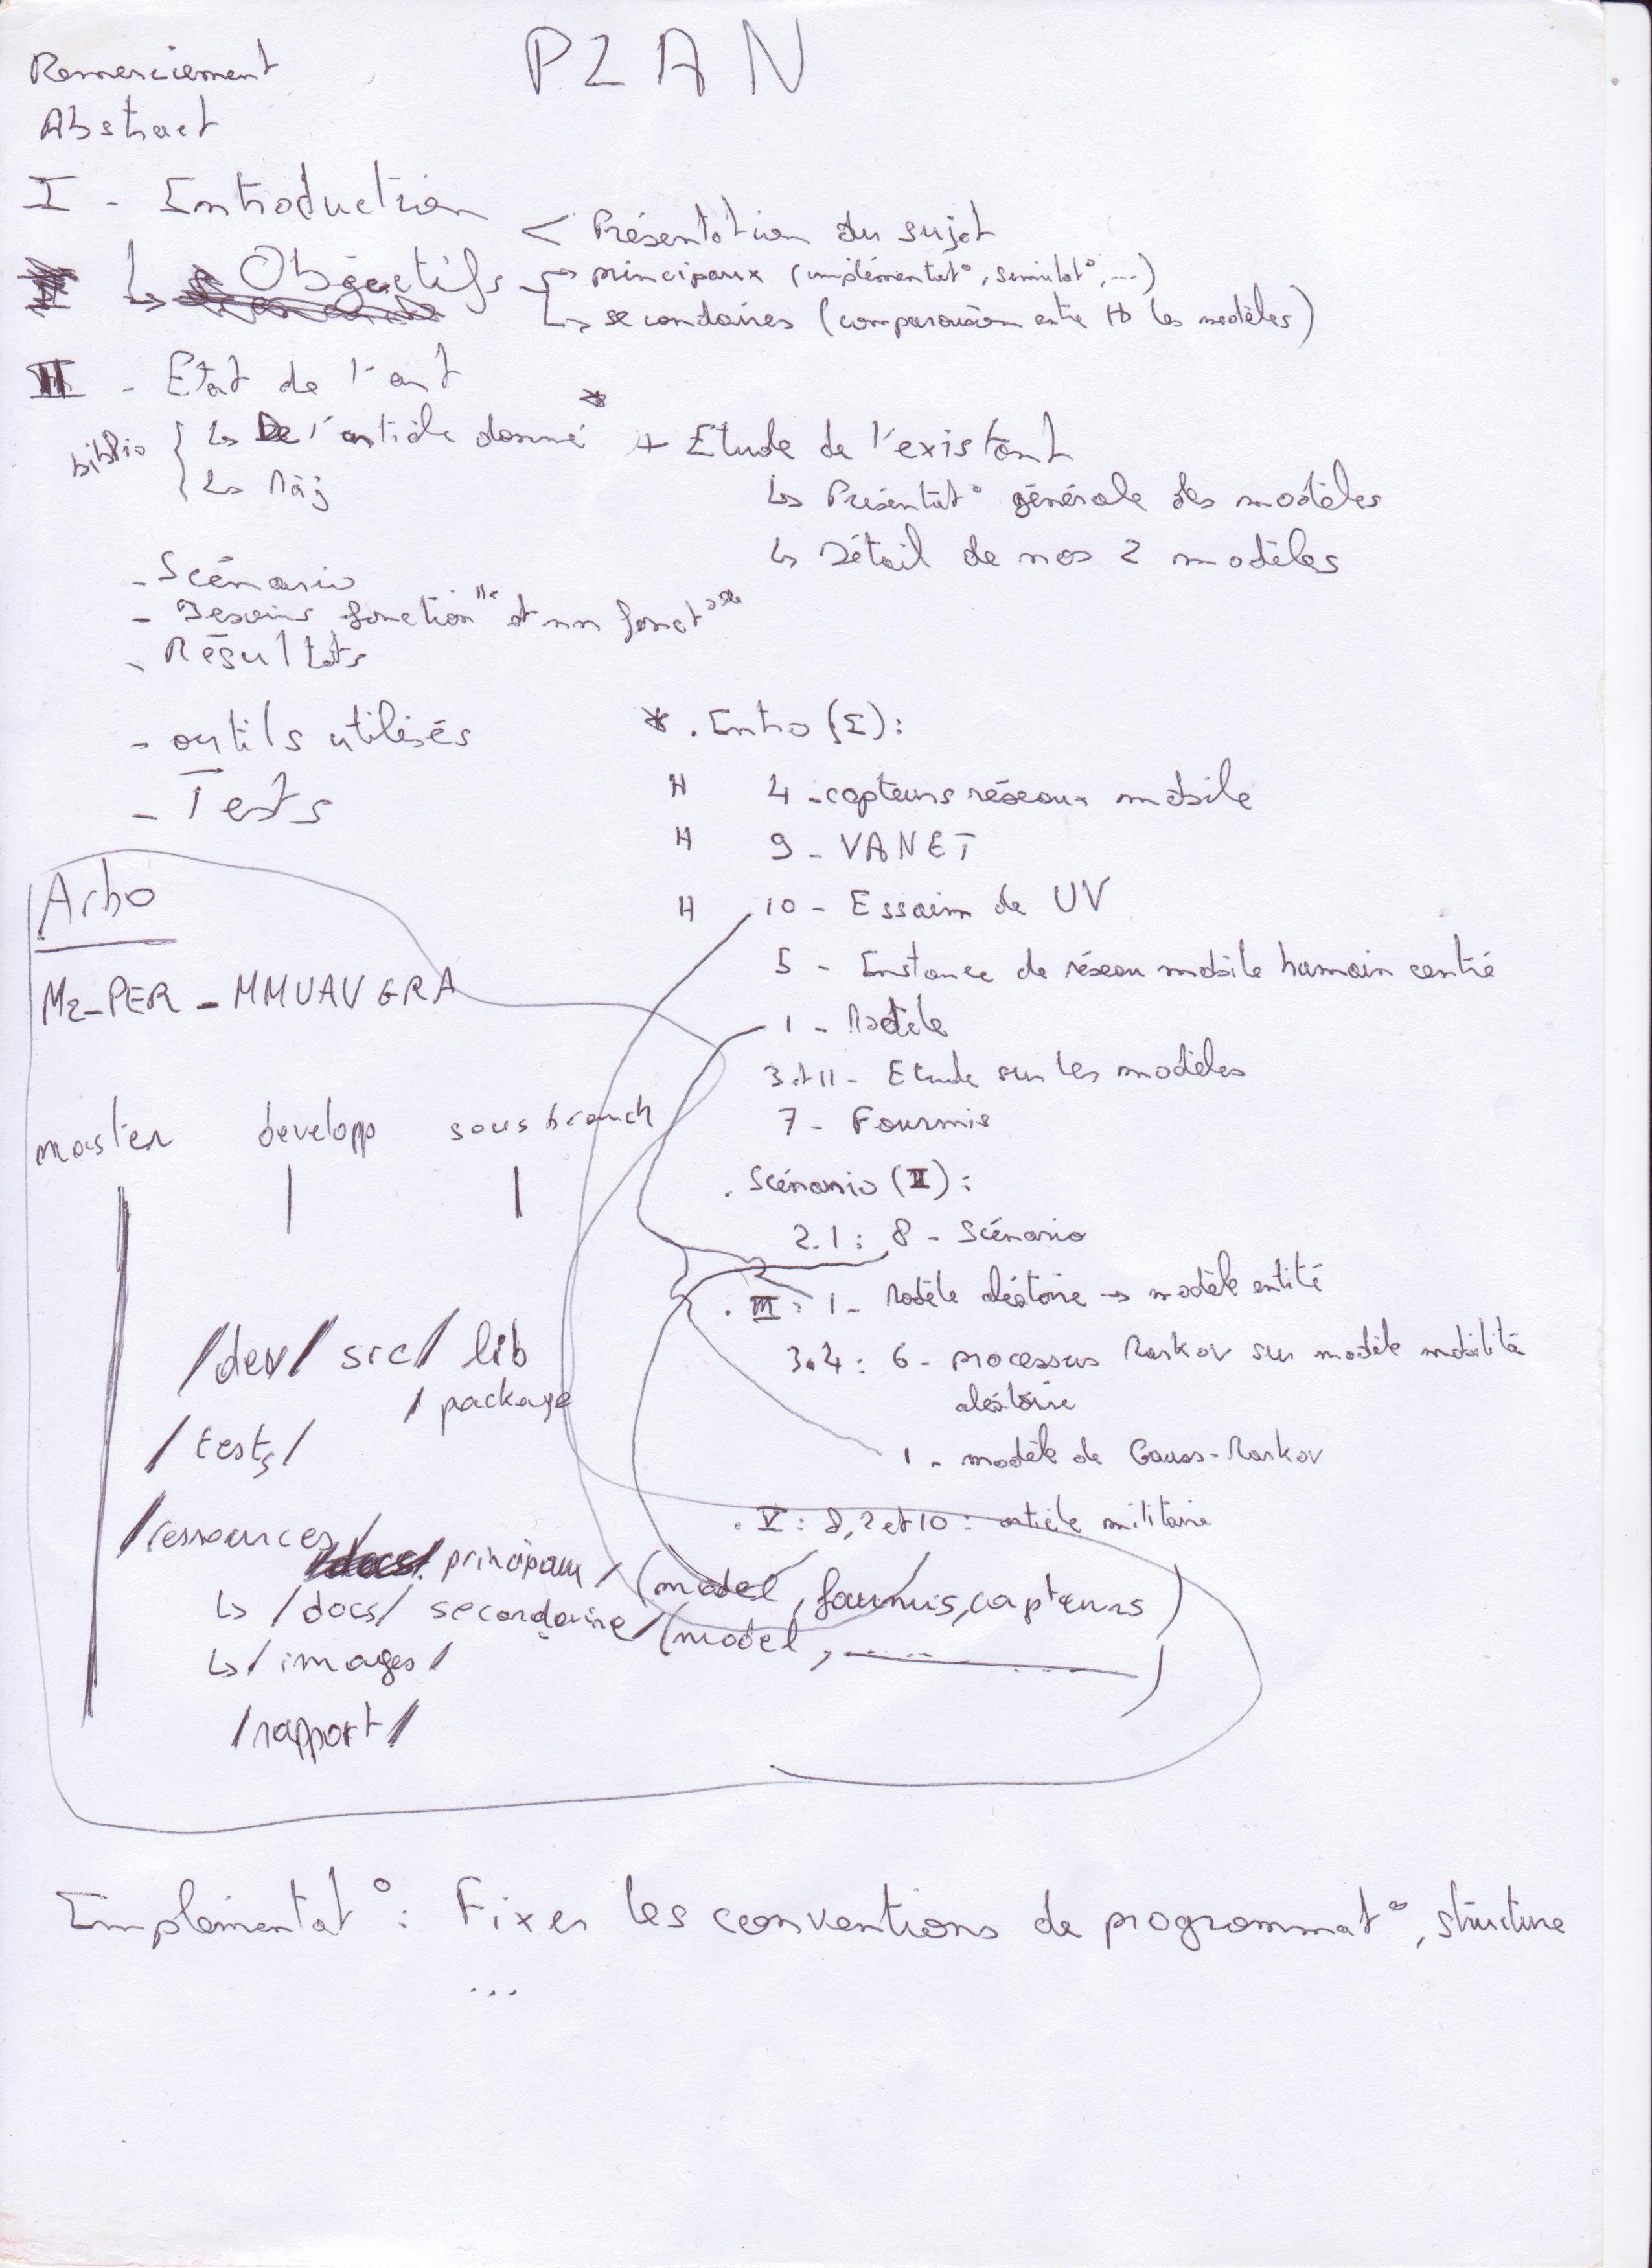 PLAN
Remerciement
Abstract
I - Introduction
< Présentation du sujet
↳ Objectifs
→ principaux (implémentat°, simulat°, ...)
↳ secondaires (comparaison entre les modèles)
II - Etat de l'art
biblio { ↳ De l'article donné * + Etude de l'existant
↳ Màj
↳ Présentat° générale des modèles
↳ Détail de nos 2 modèles
- Scénario
- Besoins fonction^lle et non fonct^°elle
- Résultats
- outils utilisés
- Tests
* . Intro (I) :
4 - capteurs réseaux mobile
9 - VANET
10 - Essaim de UV
5 - Instance de réseau mobile humain centré
1 - Modèle
3 et 11 - Etude sur les modèles
7 - Fourmis
. Scénario (II) :
2.1 : 8 - Scénario
. III : 1 - Modèle aléatoire → modèle entité
3.4 : 6 - processus Markov sur modèle mobilité
aléatoire
1 - modèle de Gauss-Markov
. V : 8, 2 et 10 : article militaire
Arbo
M2_PER_MMUAVGRA
master developp sousbranch
/dev/ src/ lib
/ package
/ tests/
/ressources/
principaux / (model, fourmis, capteurs)
↳ /docs/ secondaire / (model, ..........)
↳ / images /
/rapport/
Implémentat° : Fixer les conventions de programmat°, structure
...